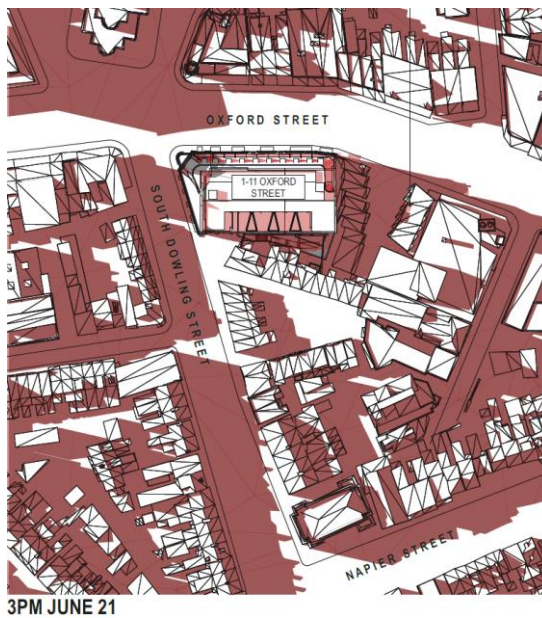 OXFORD STREET
1-11 OXFORD
STREET
SOUTH DOWLING STREET
NAPIER STREET
3PM JUNE 21